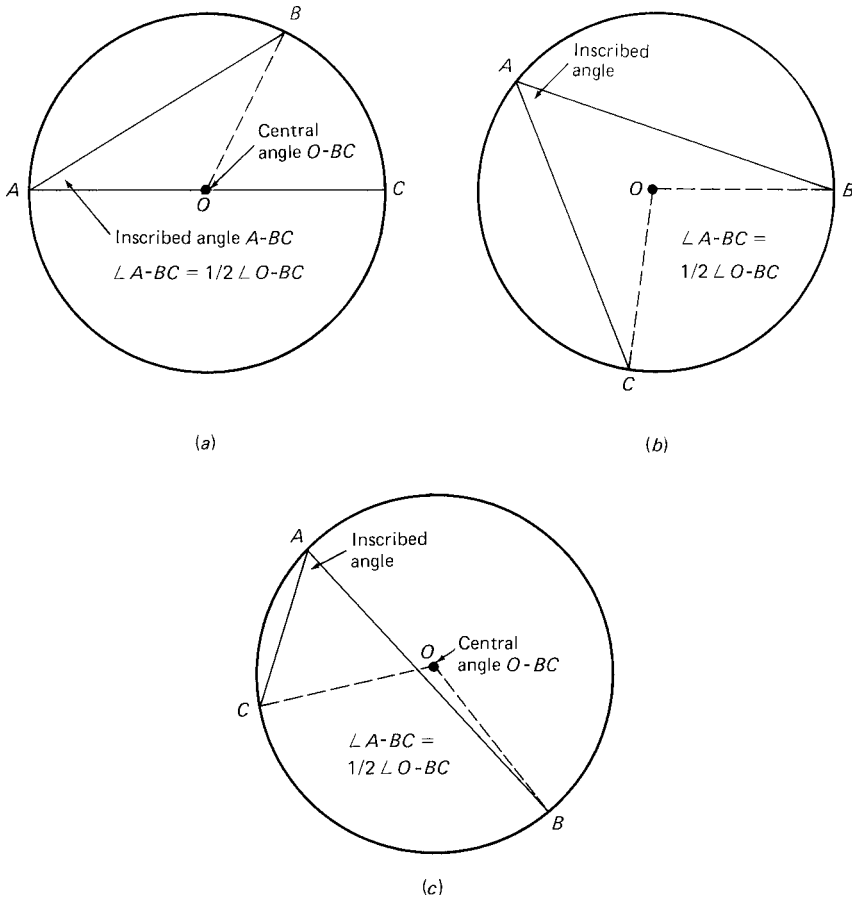 B
Central
angle O-BC
A
O
C
Inscribed angle A-BC
∠ A-BC = 1/2 ∠ O-BC
(a)
Inscribed
angle
A
O
B
∠ A-BC =
1/2 ∠ O-BC
C
(b)
A
Inscribed
angle
O
Central
angle O-BC
C
∠ A-BC =
1/2 ∠ O-BC
B
(c)